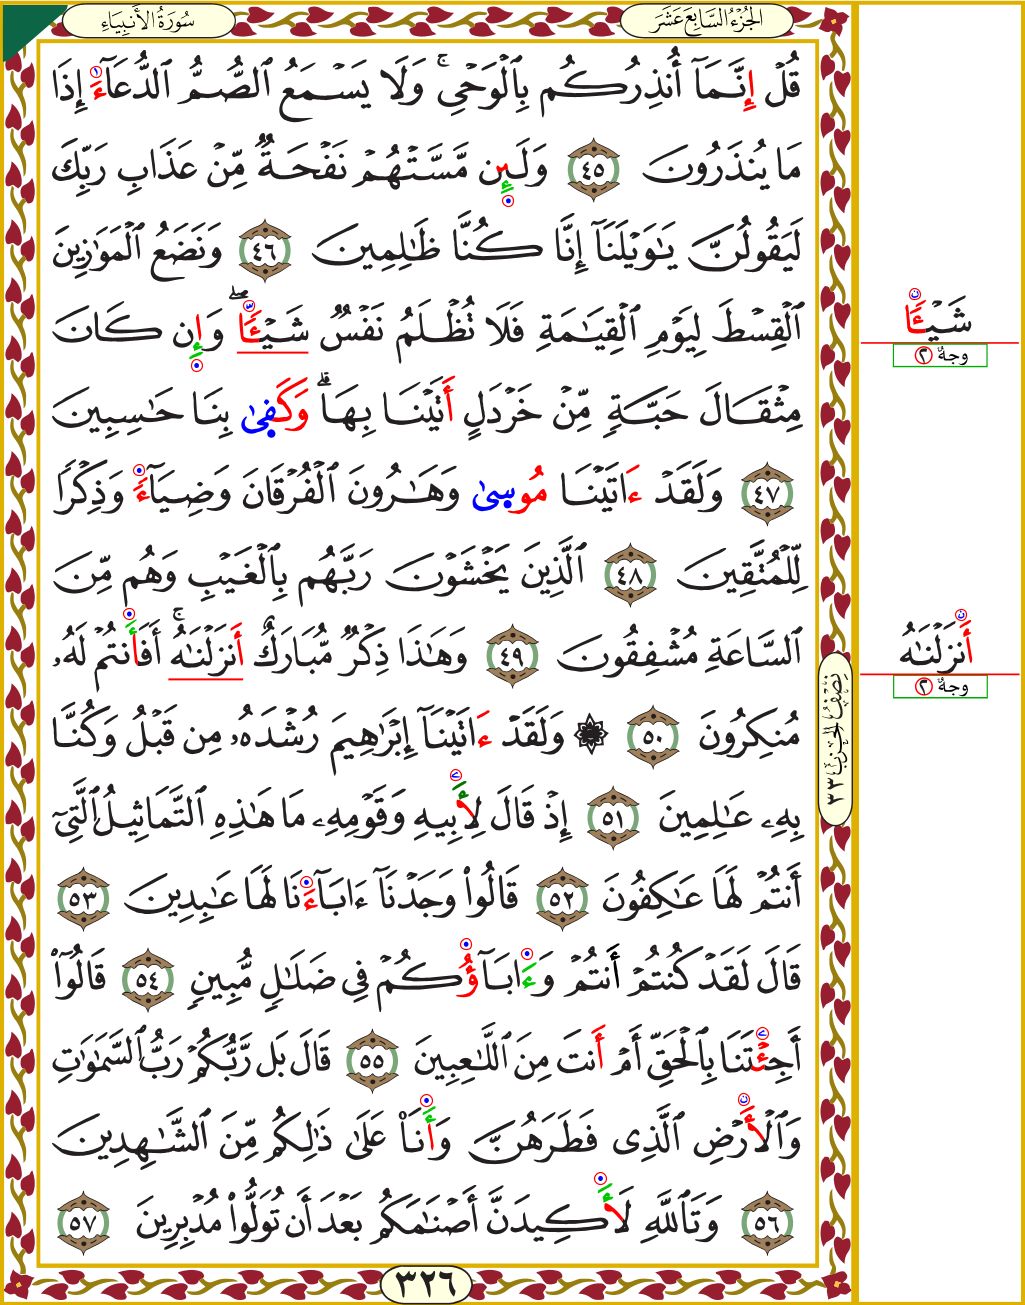 سُورَةُ الأَنبِيَاءِ
الجُزْءُ السَّابِعَ عَشَرَ
قُلْ إِنَّمَآ أُنذِرُكُم بِٱلْوَحْىِ ۚ وَلَا يَسْمَعُ ٱلصُّمُّ ٱلدُّعَآءَ إِذَا
مَا يُنذَرُونَ ٤٥ وَلَئِن مَّسَّتْهُمْ نَفْحَةٌ مِّنْ عَذَابِ رَبِّكَ
لَيَقُولُنَّ يَٰوَيْلَنَآ إِنَّا كُنَّا ظَٰلِمِينَ ٤٦ وَنَضَعُ ٱلْمَوَٰزِينَ
ٱلْقِسْطَ لِيَوْمِ ٱلْقِيَٰمَةِ فَلَا تُظْلَمُ نَفْسٌ شَيْـًٔا ۖ وَإِن كَانَ
مِثْقَالَ حَبَّةٍ مِّنْ خَرْدَلٍ أَتَيْنَا بِهَا ۗ وَكَفَىٰ بِنَا حَٰسِبِينَ
٤٧ وَلَقَدْ ءَاتَيْنَا مُوسَىٰ وَهَٰرُونَ ٱلْفُرْقَانَ وَضِيَآءً وَذِكْرًا
لِّلْمُتَّقِينَ ٤٨ ٱلَّذِينَ يَخْشَوْنَ رَبَّهُم بِٱلْغَيْبِ وَهُم مِّنَ
ٱلسَّاعَةِ مُشْفِقُونَ ٤٩ وَهَٰذَا ذِكْرٌ مُّبَارَكٌ أَنزَلْنَٰهُ ۚ أَفَأَنتُمْ لَهُۥ
مُنكِرُونَ ٥٠ ۞ وَلَقَدْ ءَاتَيْنَآ إِبْرَٰهِيمَ رُشْدَهُۥ مِن قَبْلُ وَكُنَّا
بِهِۦ عَٰلِمِينَ ٥١ إِذْ قَالَ لِأَبِيهِ وَقَوْمِهِۦ مَا هَٰذِهِ ٱلتَّمَاثِيلُ ٱلَّتِىٓ
أَنتُمْ لَهَا عَٰكِفُونَ ٥٢ قَالُوا۟ وَجَدْنَآ ءَابَآءَنَا لَهَا عَٰبِدِينَ ٥٣
قَالَ لَقَدْ كُنتُمْ أَنتُمْ وَءَابَآؤُكُمْ فِى ضَلَٰلٍ مُّبِينٍ ٥٤ قَالُوٓا۟
أَجِئْتَنَا بِٱلْحَقِّ أَمْ أَنتَ مِنَ ٱللَّٰعِبِينَ ٥٥ قَالَ بَل رَّبُّكُمْ رَبُّ ٱلسَّمَٰوَٰتِ
وَٱلْأَرْضِ ٱلَّذِى فَطَرَهُنَّ وَأَنَا۠ عَلَىٰ ذَٰلِكُم مِّنَ ٱلشَّٰهِدِينَ
٥٦ وَتَٱللَّهِ لَأَكِيدَنَّ أَصْنَٰمَكُم بَعْدَ أَن تُوَلُّوا۟ مُدْبِرِينَ ٥٧
٣٢٦
شَيْـًٔا
وجهٌ ٢
أَنزَلْنَٰهُ
وجهٌ ٢
نِصْفُ الحِزْبِ ٣٣